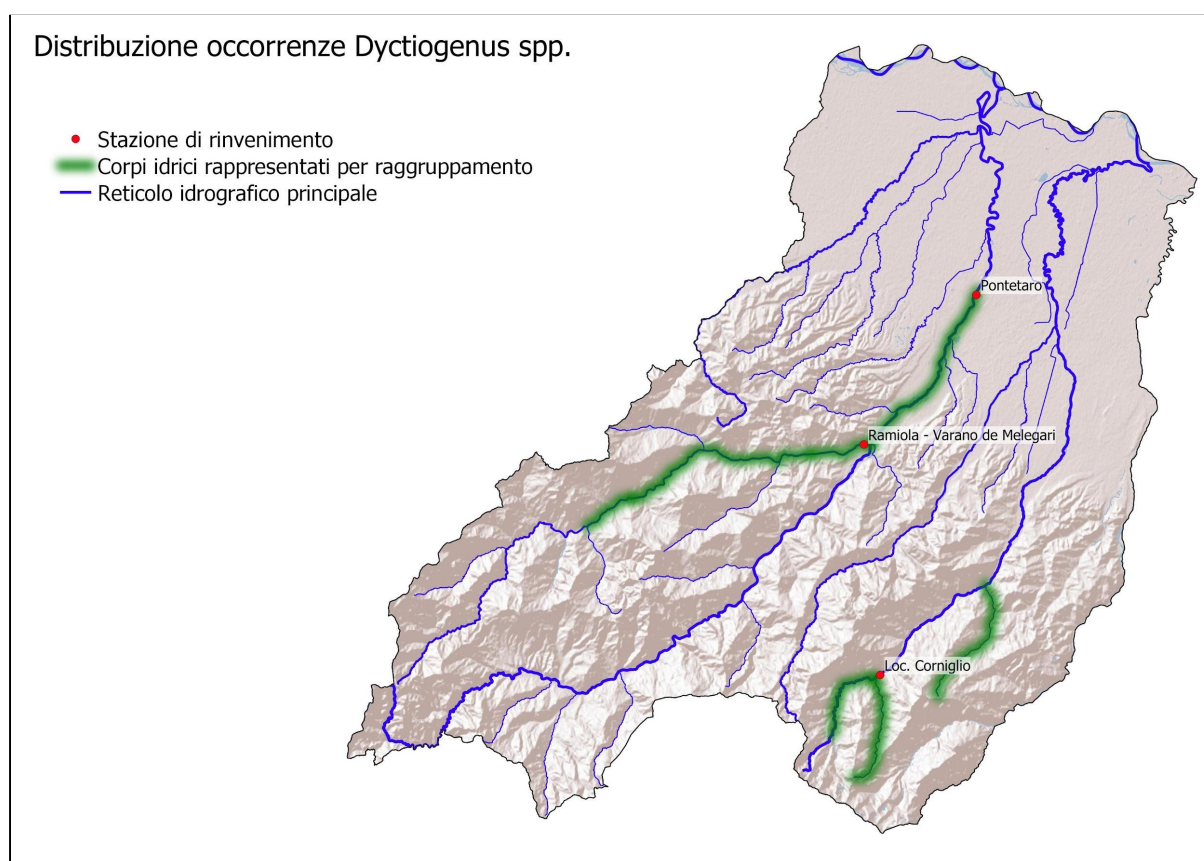 Distribuzione occorrenze Dyctiogenus spp.
Stazione di rinvenimento
Corpi idrici rappresentati per raggruppamento
Reticolo idrografico principale
Pontetaro
Ramiola - Varano de Melegari
Loc. Corniglio